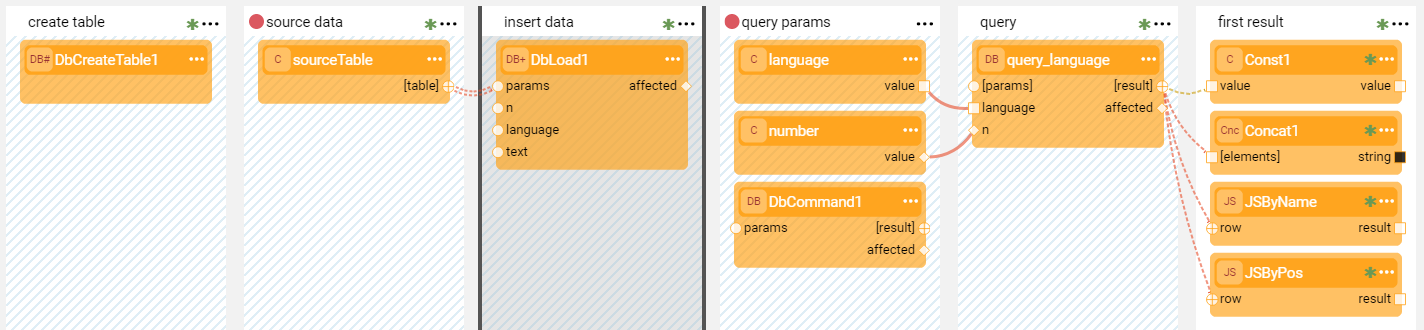 create table
source data
insert data
query params
query
first result
DB# DbCreateTable1
C sourceTable
[table]
DB+ DbLoad1
params affected
n
language
text
C language
value
C number
value
DB DbCommand1
params [result]
affected
DB query_language
[params] [result]
language affected
n
C Const1
value value
Cnc Concat1
[elements] string
JS JSByName
row result
JS JSByPos
row result